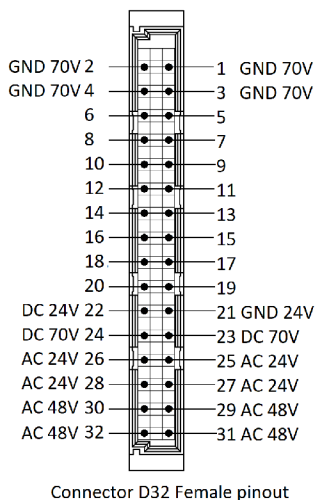 GND 70V 2 1 GND 70V
GND 70V 4 3 GND 70V
6 5
8 7
10 9
12 11
14 13
16 15
18 17
20 19
DC 24V 22 21 GND 24V
DC 70V 24 23 DC 70V
AC 24V 26 25 AC 24V
AC 24V 28 27 AC 24V
AC 48V 30 29 AC 48V
AC 48V 32 31 AC 48V
Connector D32 Female pinout